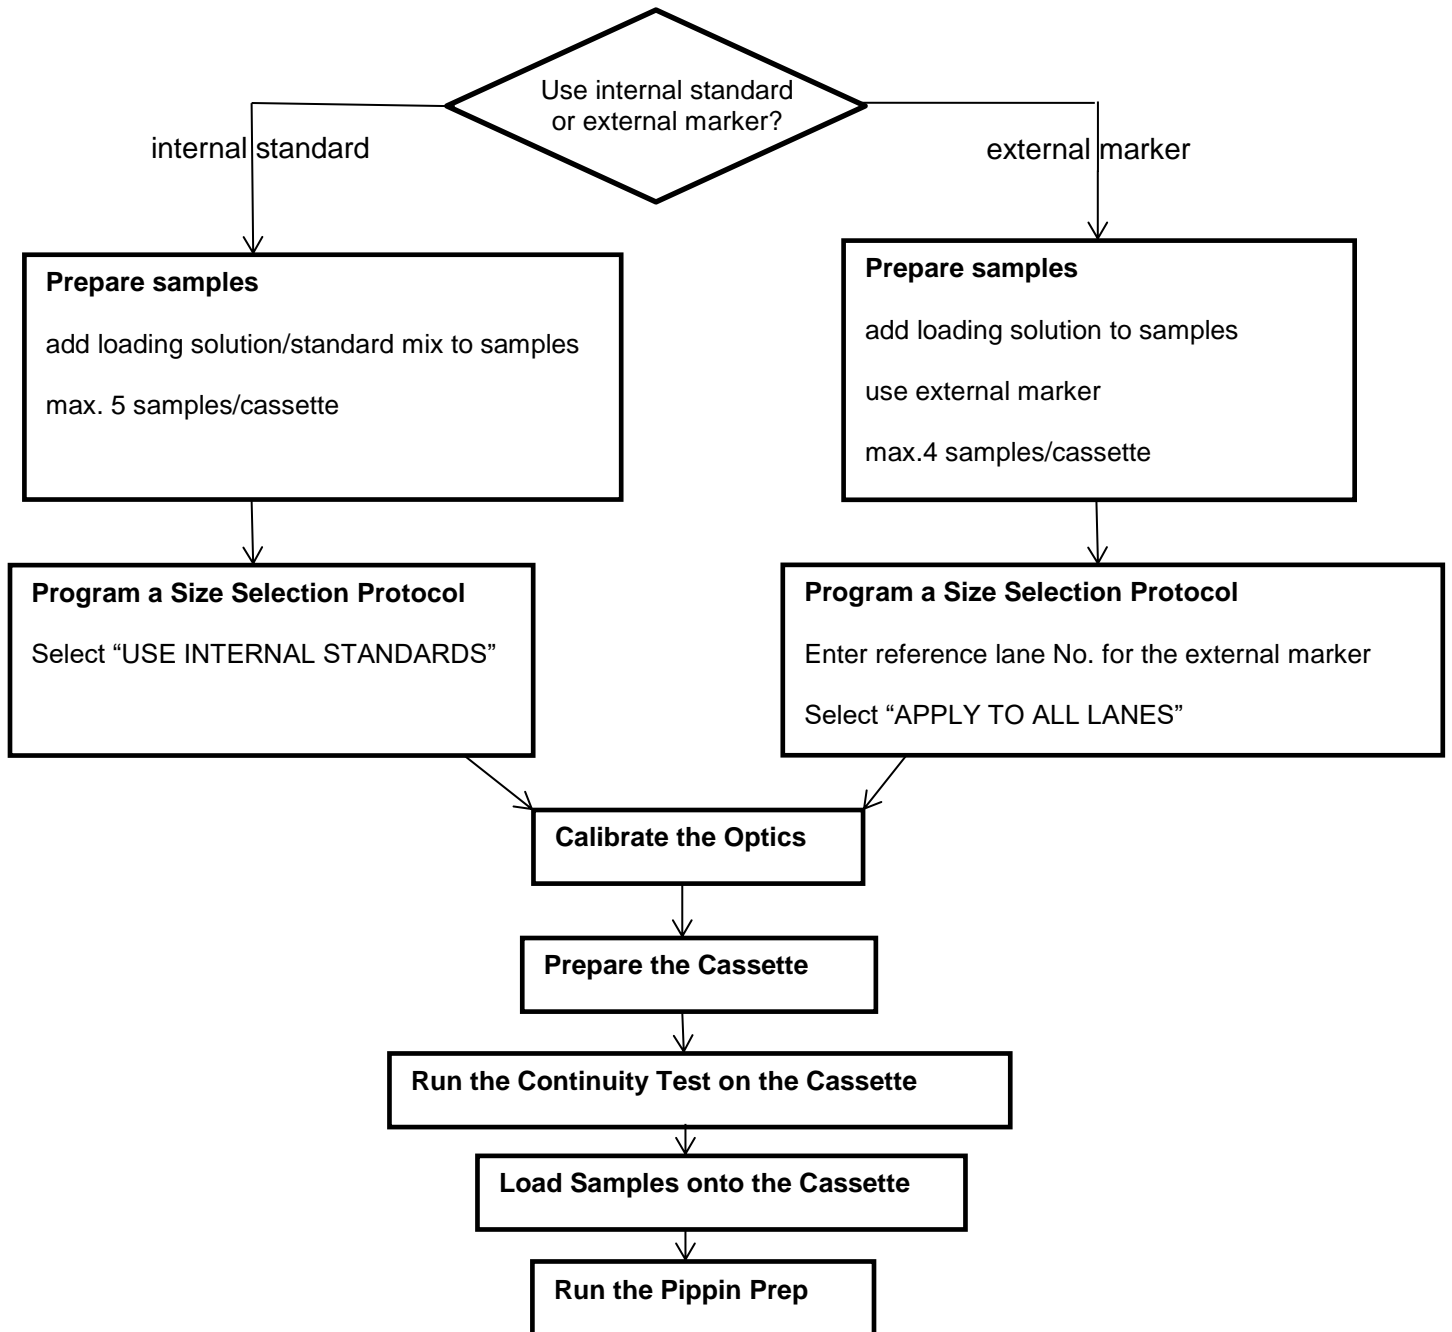 Use internal standard
or external marker?
internal standard
external marker
Prepare samples
add loading solution/standard mix to samples
max. 5 samples/cassette
Prepare samples
add loading solution to samples
use external marker
max.4 samples/cassette
Program a Size Selection Protocol
Select “USE INTERNAL STANDARDS”
Program a Size Selection Protocol
Enter reference lane No. for the external marker
Select “APPLY TO ALL LANES”
Calibrate the Optics
Prepare the Cassette
Run the Continuity Test on the Cassette
Load Samples onto the Cassette
Run the Pippin Prep